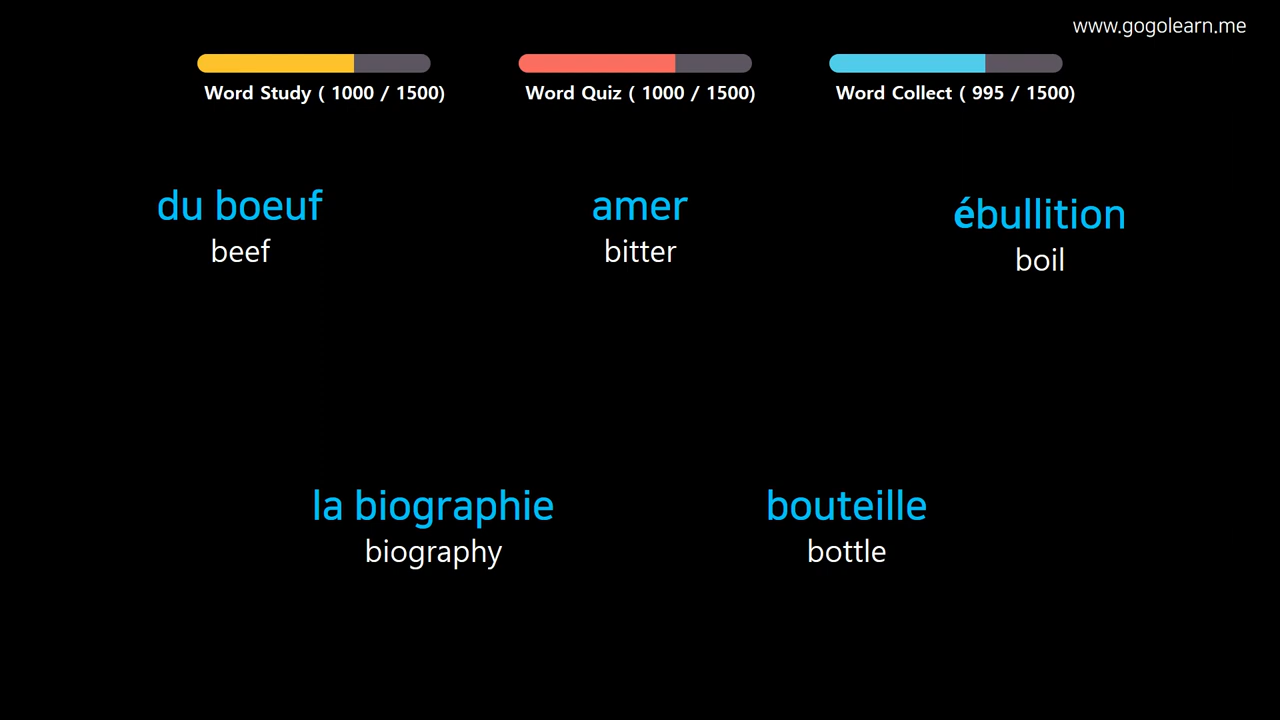 www.gogolearn.me
Word Study ( 1000 / 1500)
Word Quiz ( 1000 / 1500)
Word Collect ( 995 / 1500)
du boeuf
beef
amer
bitter
ébullition
boil
la biographie
biography
bouteille
bottle